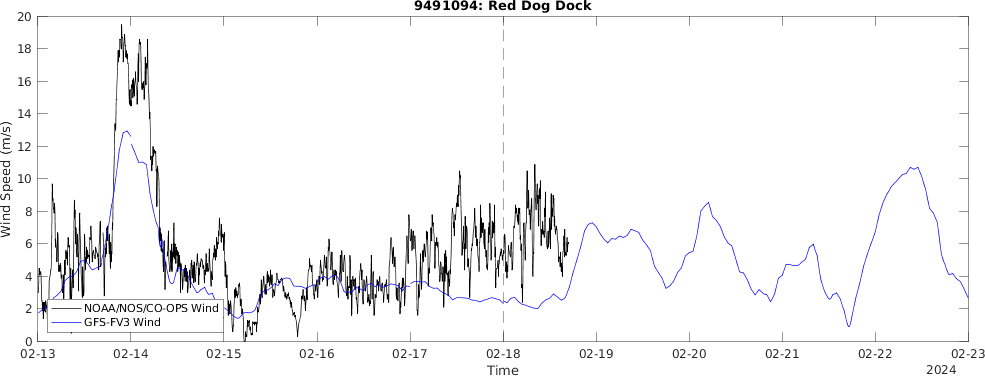 9491094: Red Dog Dock
Wind Speed (m/s)
20
18
16
14
12
10
8
6
4
2
0
NOAA/NOS/CO-OPS Wind
GFS-FV3 Wind
02-13 02-14 02-15 02-16 02-17 02-18 02-19 02-20 02-21 02-22 02-23
Time
2024